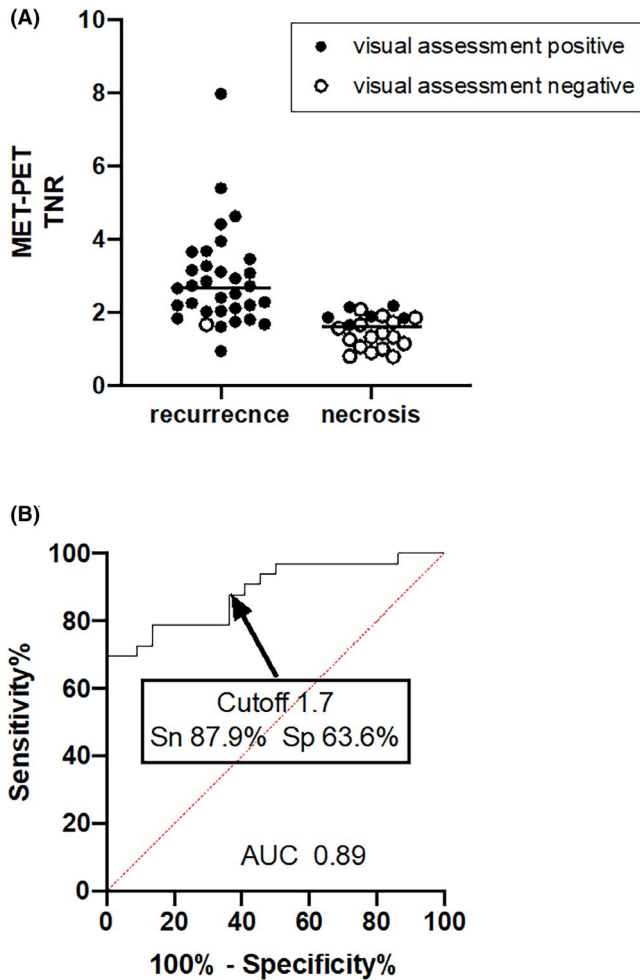 (A)
10
8
6
4
2
0
MET-PET
TNR
visual assessment positive
visual assessment negative
recurrecnce
necrosis
(B)
100
80
60
40
20
0
Sensitivity%
Cutoff 1.7
Sn 87.9% Sp 63.6%
AUC 0.89
0 20 40 60 80 100
100% - Specificity%